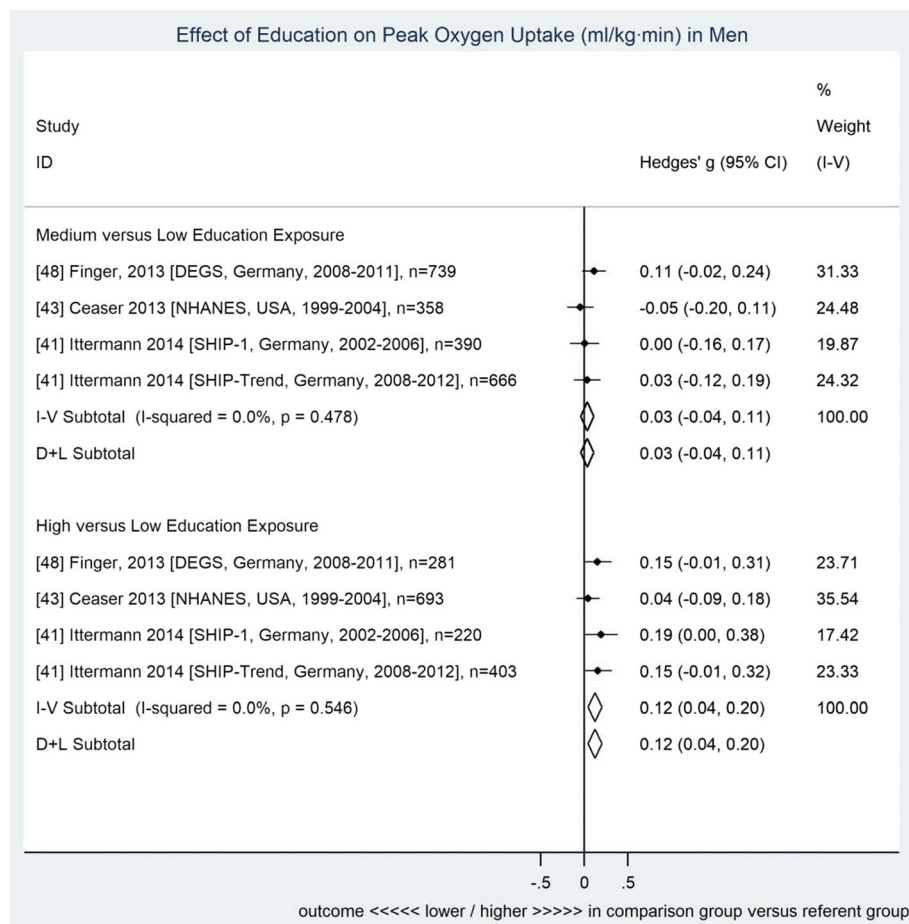 Effect of Education on Peak Oxygen Uptake (ml/kg·min) in Men
%
Study Weight
ID Hedges' g (95% CI) (I-V)
Medium versus Low Education Exposure
[48] Finger, 2013 [DEGS, Germany, 2008-2011], n=739 0.11 (-0.02, 0.24) 31.33
[43] Ceaser 2013 [NHANES, USA, 1999-2004], n=358 -0.05 (-0.20, 0.11) 24.48
[41] Ittermann 2014 [SHIP-1, Germany, 2002-2006], n=390 0.00 (-0.16, 0.17) 19.87
[41] Ittermann 2014 [SHIP-Trend, Germany, 2008-2012], n=666 0.03 (-0.12, 0.19) 24.32
I-V Subtotal (I-squared = 0.0%, p = 0.478) 0.03 (-0.04, 0.11) 100.00
D+L Subtotal 0.03 (-0.04, 0.11)
High versus Low Education Exposure
[48] Finger, 2013 [DEGS, Germany, 2008-2011], n=281 0.15 (-0.01, 0.31) 23.71
[43] Ceaser 2013 [NHANES, USA, 1999-2004], n=693 0.04 (-0.09, 0.18) 35.54
[41] Ittermann 2014 [SHIP-1, Germany, 2002-2006], n=220 0.19 (0.00, 0.38) 17.42
[41] Ittermann 2014 [SHIP-Trend, Germany, 2008-2012], n=403 0.15 (-0.01, 0.32) 23.33
I-V Subtotal (I-squared = 0.0%, p = 0.546) 0.12 (0.04, 0.20) 100.00
D+L Subtotal 0.12 (0.04, 0.20)
-.5 0 .5
outcome <<<<< lower / higher >>>>> in comparison group versus referent group